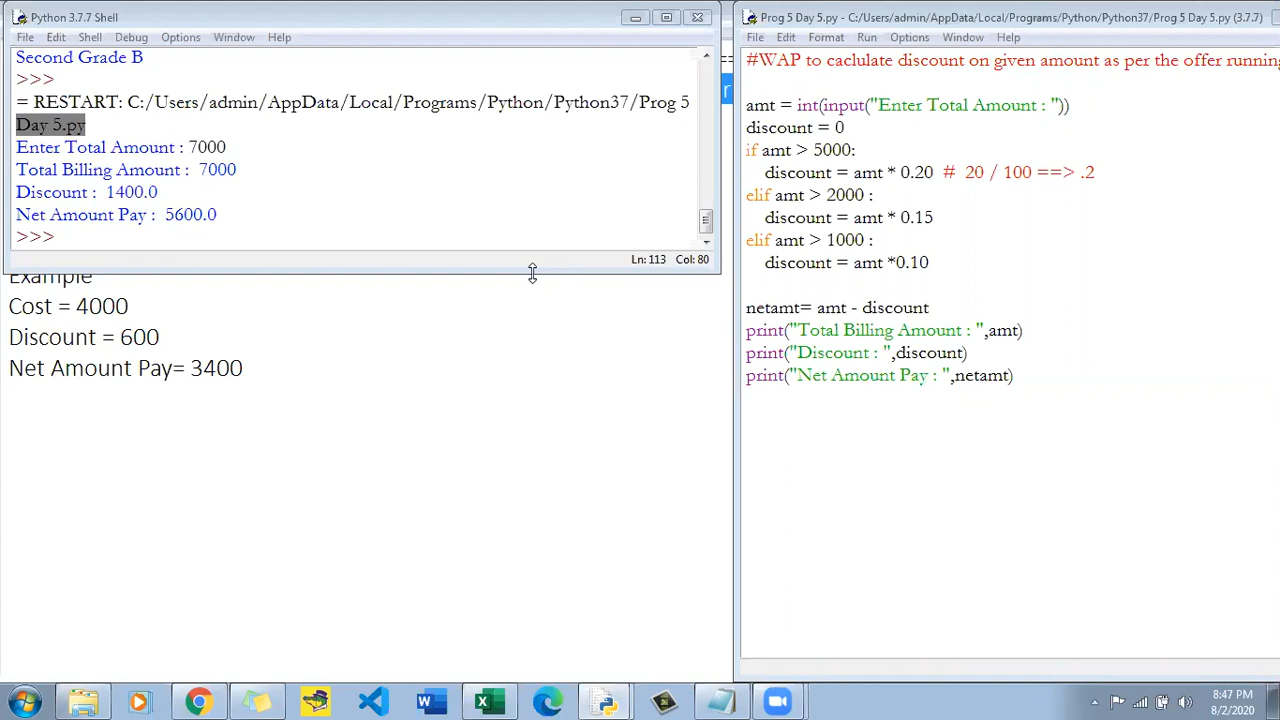 Python 3.7.7 Shell
File Edit Shell Debug Options Window Help
Second Grade B
>>>
= RESTART: C:/Users/admin/AppData/Local/Programs/Python/Python37/Prog 5
Day 5.py
Enter Total Amount : 7000
Total Billing Amount :  7000
Discount :  1400.0
Net Amount Pay :  5600.0
>>>
Ln: 113 Col: 80
Example
Cost = 4000
Discount = 600
Net Amount Pay= 3400
Prog 5 Day 5.py - C:/Users/admin/AppData/Local/Programs/Python/Python37/Prog 5 Day 5.py (3.7.7)
File Edit Format Run Options Window Help
#WAP to caclulate discount on given amount as per the offer running
amt = int(input("Enter Total Amount : "))
discount = 0
if amt > 5000:
discount = amt * 0.20  #  20 / 100 ==> .2
elif amt > 2000 :
discount = amt * 0.15
elif amt > 1000 :
discount = amt *0.10
netamt= amt - discount
print("Total Billing Amount : ",amt)
print("Discount : ",discount)
print("Net Amount Pay : ",netamt)
8:47 PM
8/2/2020